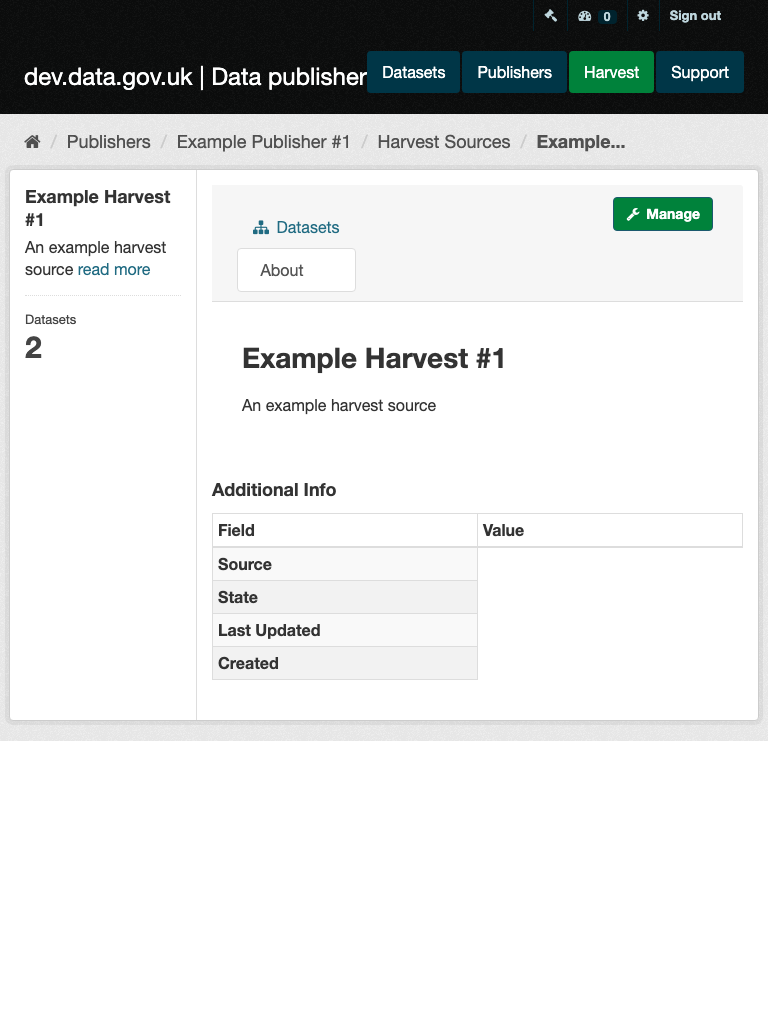 0 Sign out
dev.data.gov.uk | Data publisher
Datasets Publishers Harvest Support
/ Publishers / Example Publisher #1 / Harvest Sources / Example...
Example Harvest
#1
An example harvest
source read more
Datasets
2
Datasets
Manage
About
Example Harvest #1
An example harvest source
Additional Info
Field Value
Source
State
Last Updated
Created